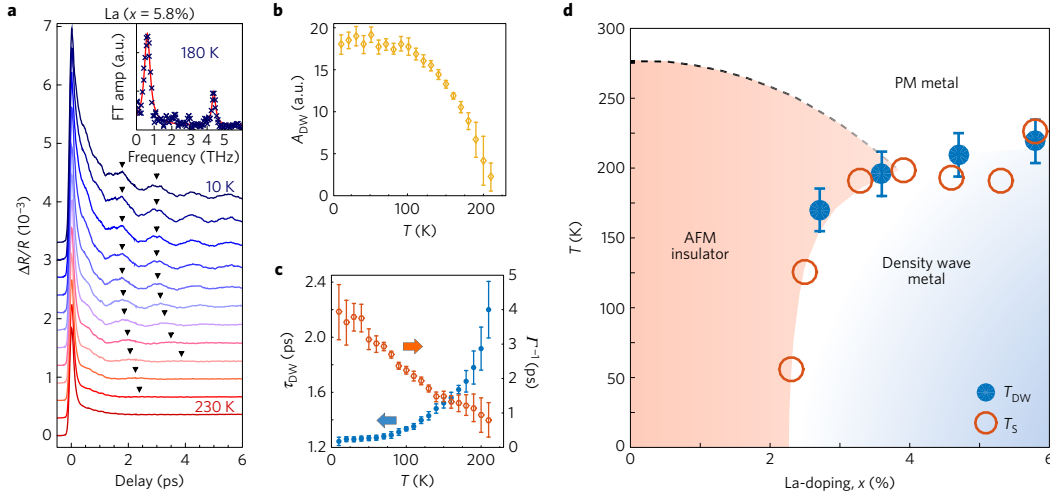 a
La (x = 5.8%)
7
6
5
4
3
2
1
0
ΔR/R (10⁻³)
0
2
4
6
Delay (ps)
180 K
FT amp (a.u.)
0
1
2
3
4
5
Frequency (THz)
10 K
230 K
b
20
15
10
5
0
A_DW (a.u.)
0
100
200
T (K)
c
2.4
2.0
1.6
1.2
τ_DW (ps)
5
4
3
2
1
0
Γ⁻¹ (ps)
0
100
200
T (K)
d
300
250
200
150
100
50
0
T (K)
PM metal
AFM
insulator
Density wave
metal
T_DW
T_S
0
2
4
6
La-doping, x (%)